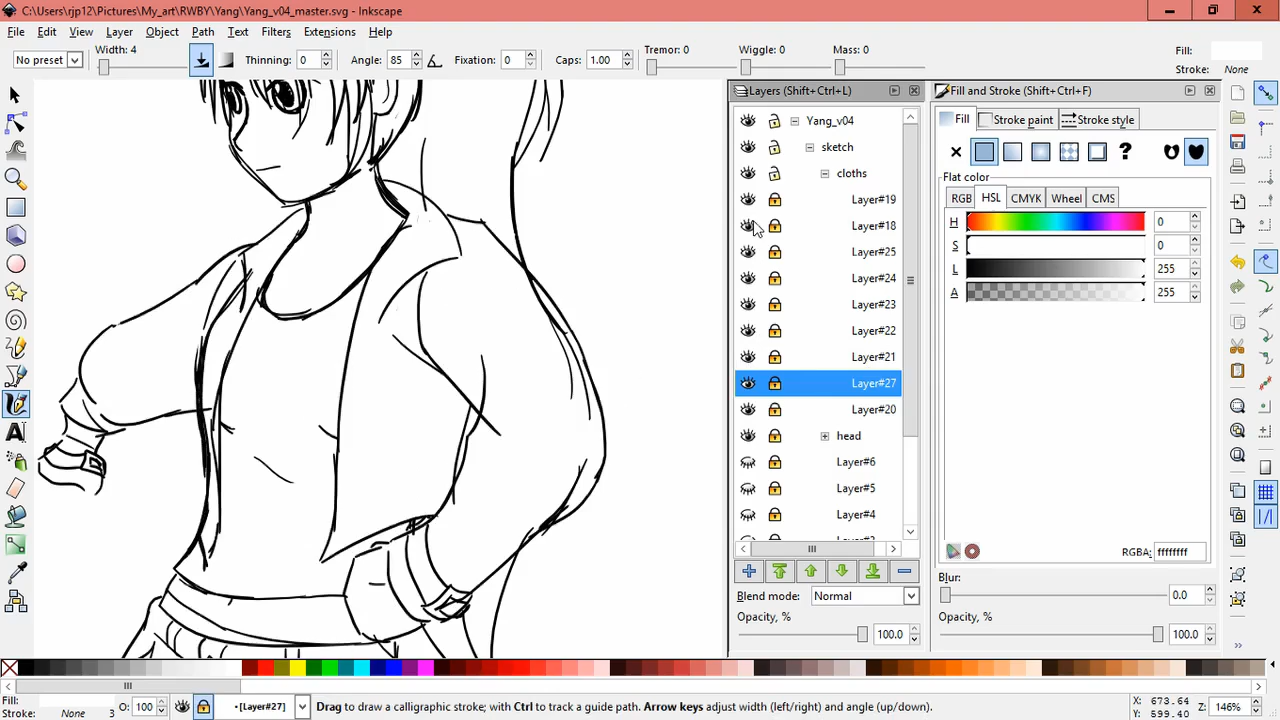 C:\Users\rjp12\Pictures\My_art\RWBY\Yang\Yang_v04_master.svg - Inkscape
File Edit View Layer Object Path Text Filters Extensions Help
No preset Width: 4 Thinning: 0 Angle: 85 Fixation: 0 Caps: 1.00 Tremor: 0 Wiggle: 0 Mass: 0 Fill:
Stroke: None
Layers (Shift+Ctrl+L)
Yang_v04
sketch
cloths
Layer#19
Layer#18
Layer#25
Layer#24
Layer#23
Layer#22
Layer#21
Layer#27
Layer#20
head
Layer#6
Layer#5
Layer#4
Blend mode: Normal
Opacity, %
100.0
Fill and Stroke (Shift+Ctrl+F)
Fill Stroke paint Stroke style
?
Flat color
RGB HSL CMYK Wheel CMS
H 0
S 0
L 255
A 255
RGBA: ffffffff
Blur:
0.0
Opacity, %
100.0
Fill:
Stroke: None 3 O: 100 •[Layer#27] Drag to draw a calligraphic stroke; with Ctrl to track a guide path. Arrow keys adjust width (left/right) and angle (up/down).
X: 673.64
Y: 599.40
Z: 146%